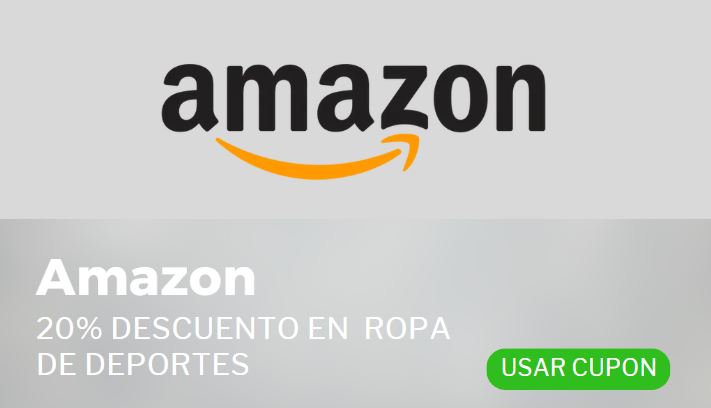 amazon
Amazon
20% DESCUENTO EN ROPA
DE DEPORTES
USAR CUPON